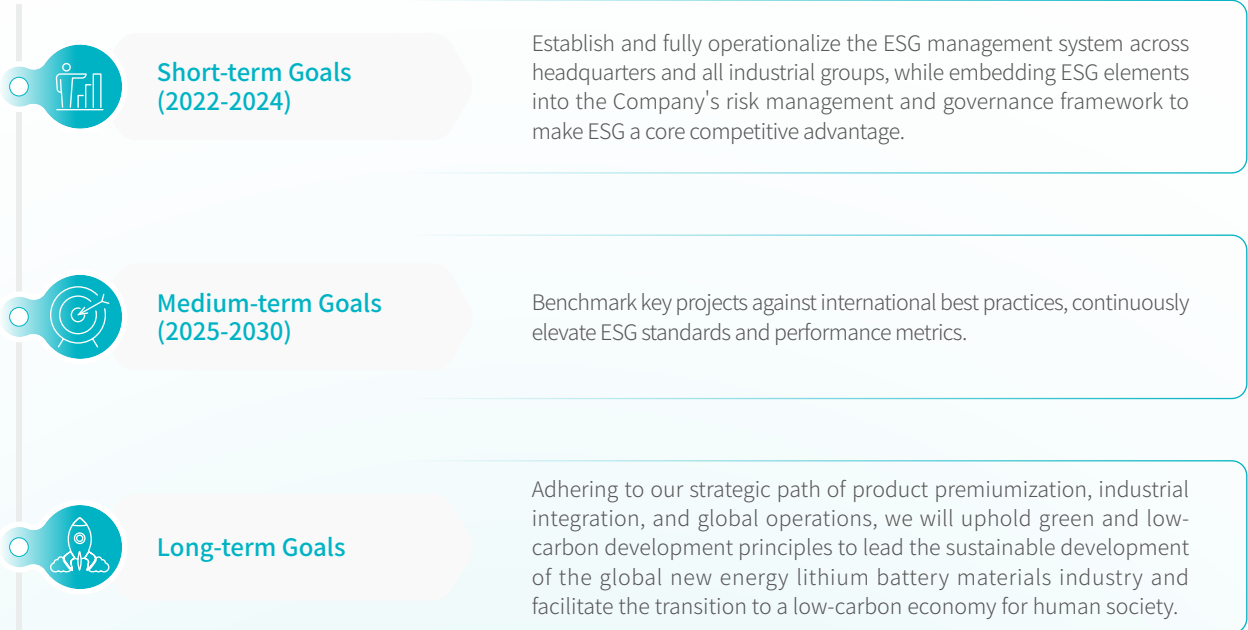 Short-term Goals
(2022-2024)
Establish and fully operationalize the ESG management system across
headquarters and all industrial groups, while embedding ESG elements
into the Company's risk management and governance framework to
make ESG a core competitive advantage.
Medium-term Goals
(2025-2030)
Benchmark key projects against international best practices, continuously
elevate ESG standards and performance metrics.
Long-term Goals
Adhering to our strategic path of product premiumization, industrial
integration, and global operations, we will uphold green and low-
carbon development principles to lead the sustainable development
of the global new energy lithium battery materials industry and
facilitate the transition to a low-carbon economy for human society.